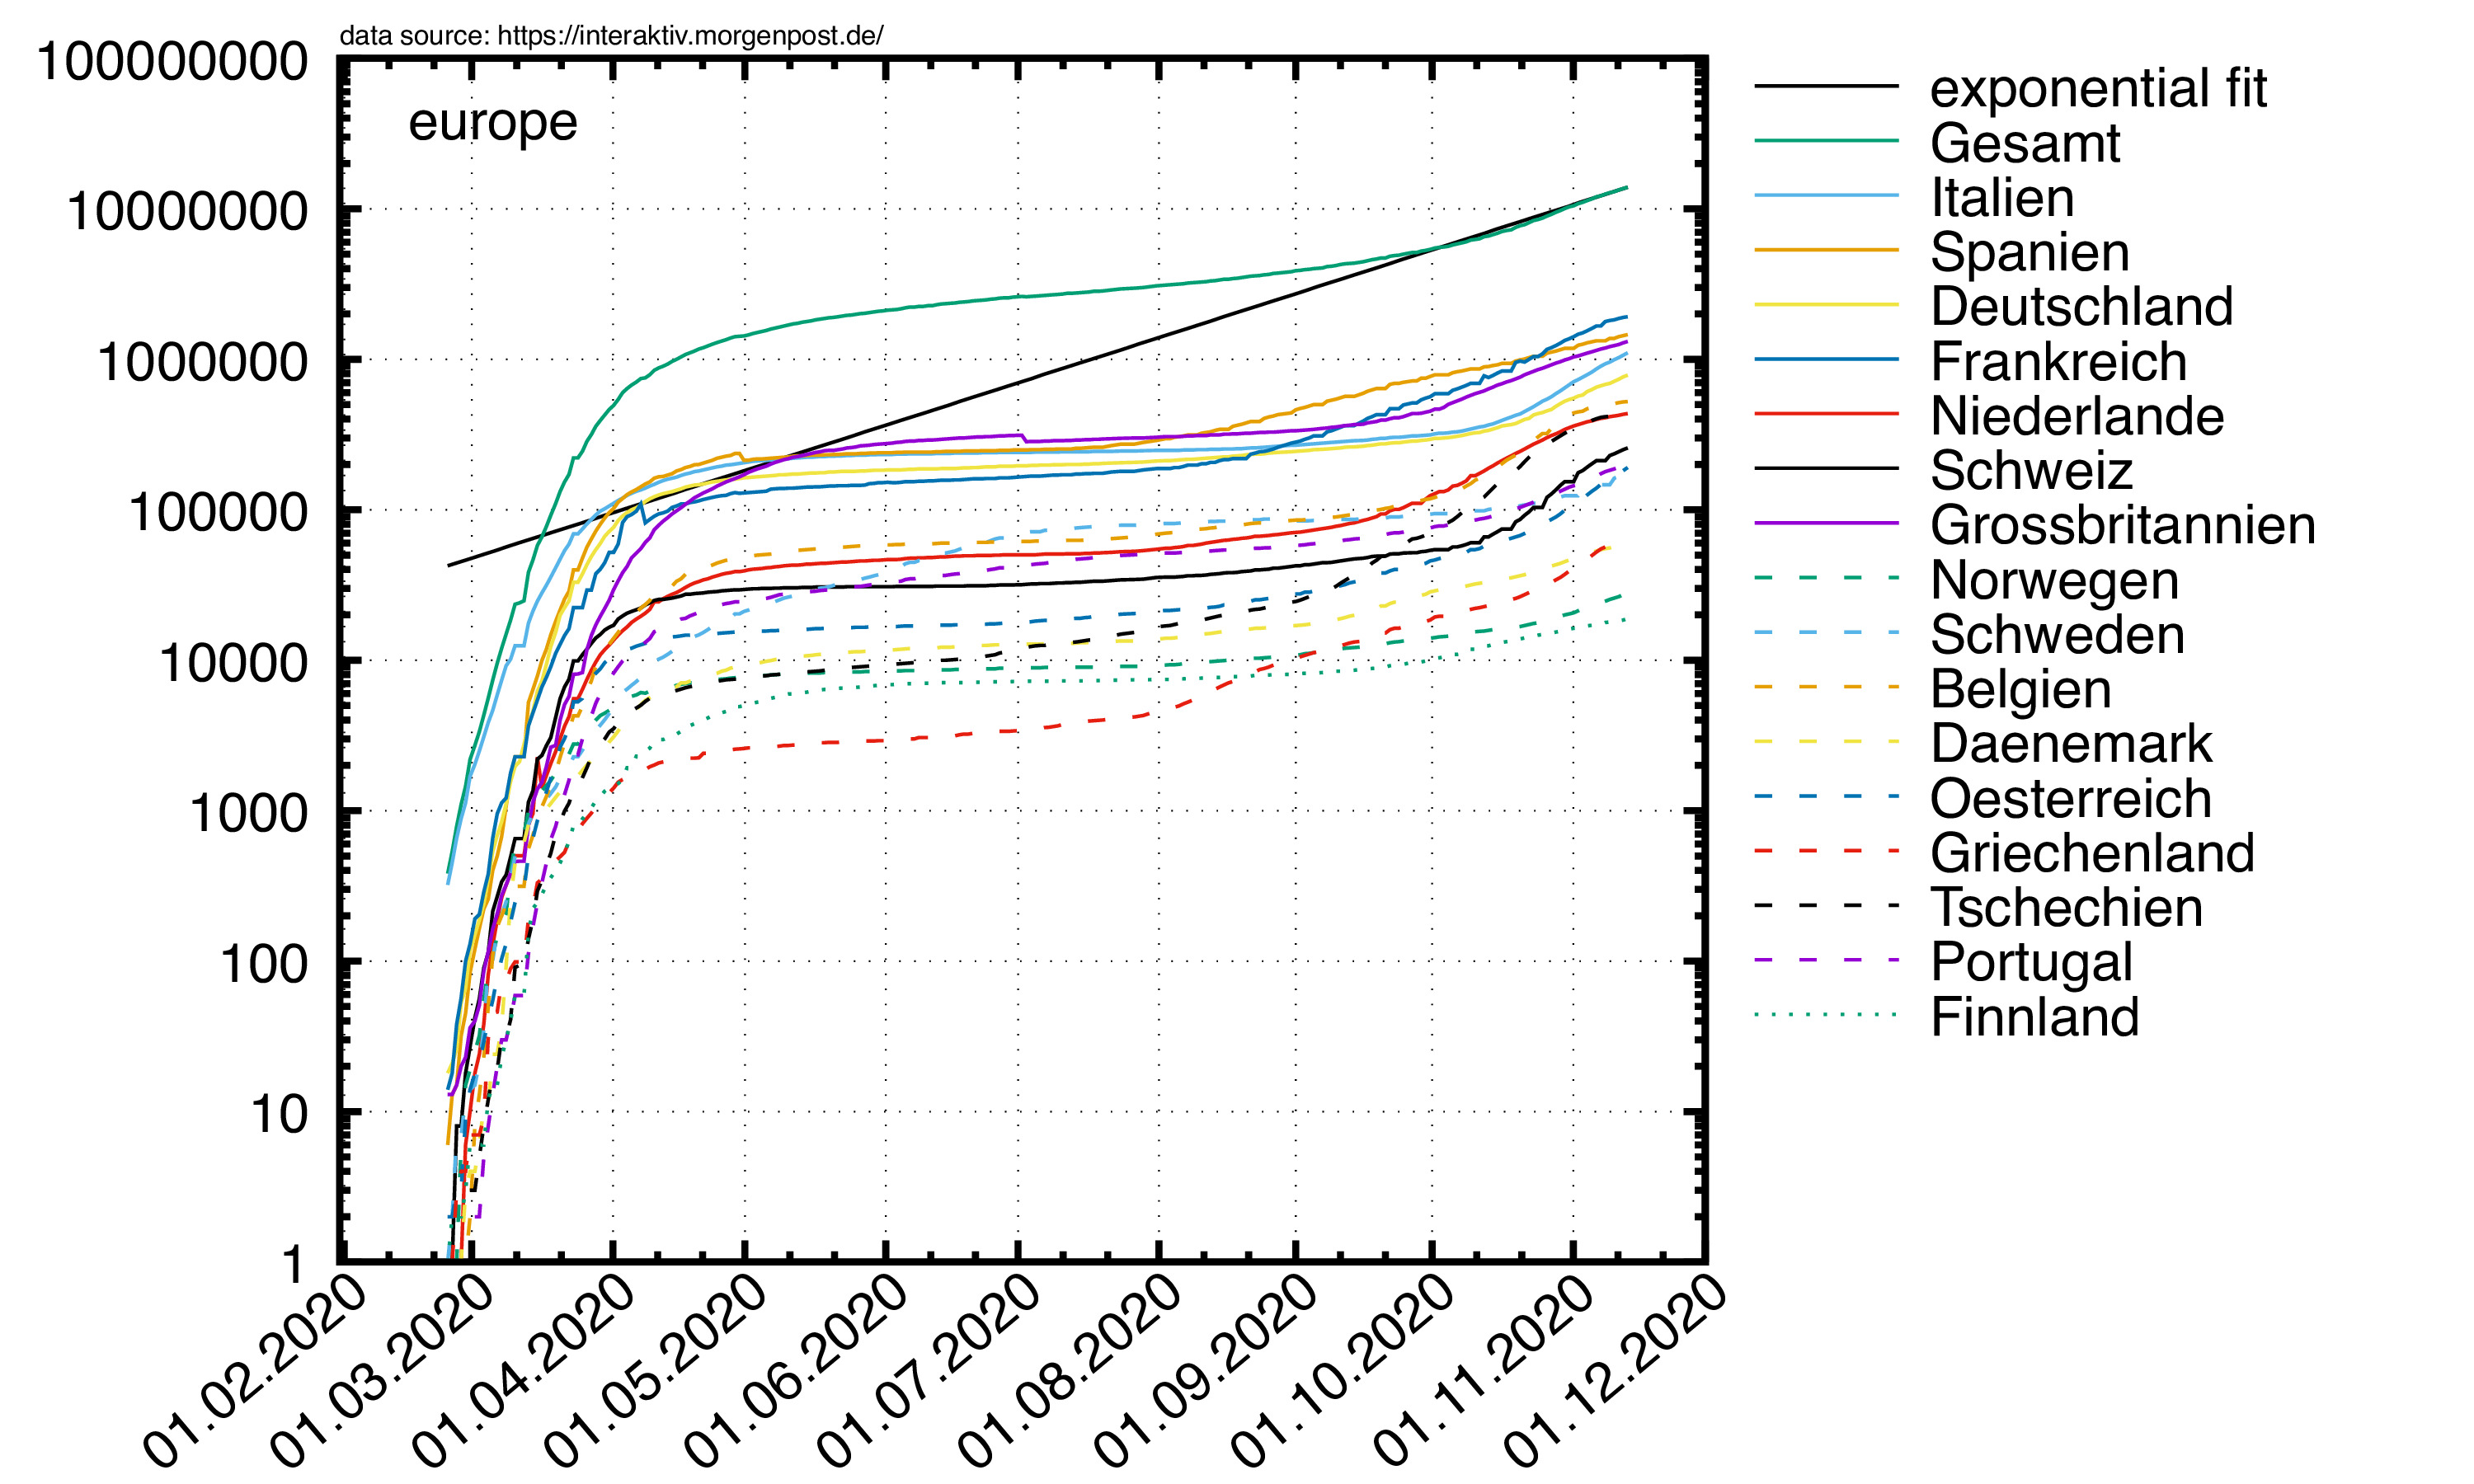 data source: https://interaktiv.morgenpost.de/
europe
100000000
10000000
1000000
100000
10000
1000
100
10
1
01.02.2020
01.03.2020
01.04.2020
01.05.2020
01.06.2020
01.07.2020
01.08.2020
01.09.2020
01.10.2020
01.11.2020
01.12.2020
exponential fit
Gesamt
Italien
Spanien
Deutschland
Frankreich
Niederlande
Schweiz
Grossbritannien
Norwegen
Schweden
Belgien
Daenemark
Oesterreich
Griechenland
Tschechien
Portugal
Finnland